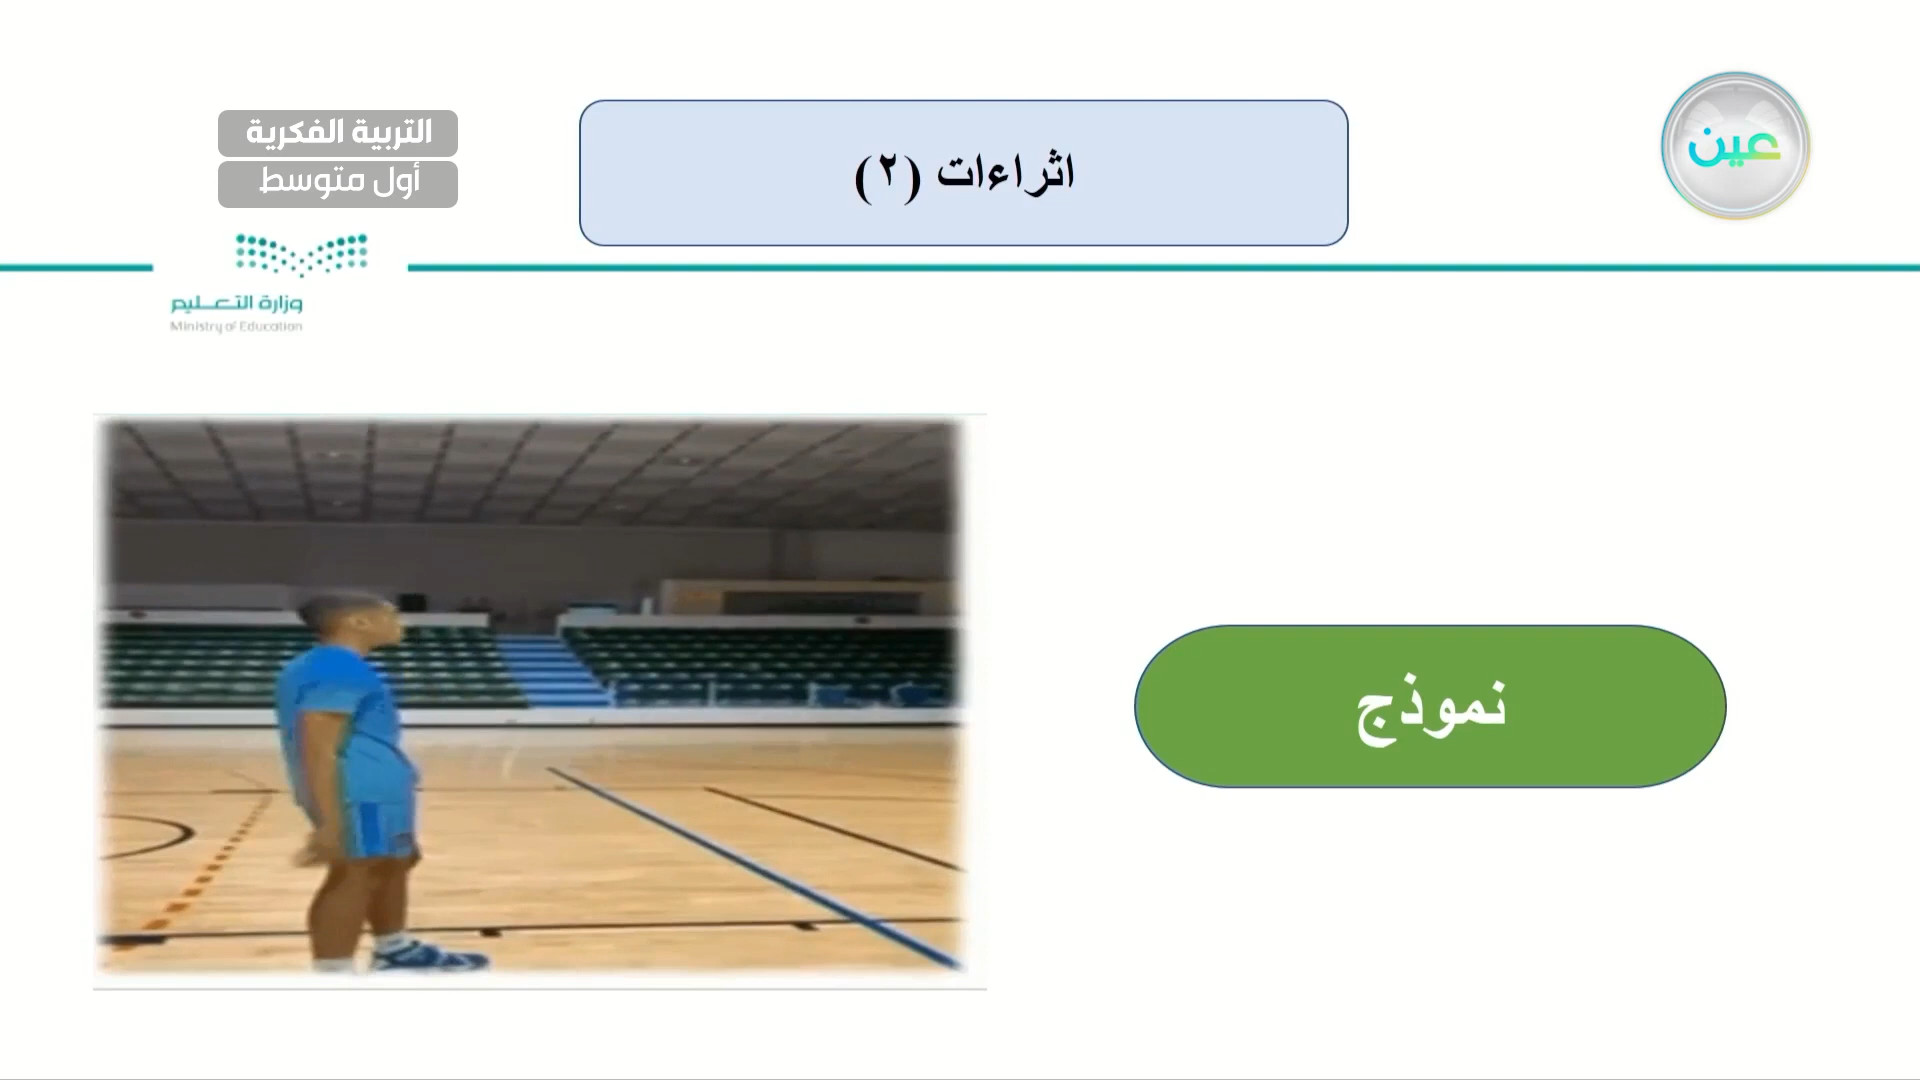 عين
اثراءات (٢)
التربية الفكرية
أول متوسط
وزارة التعليم
Ministry of Education
نموذج